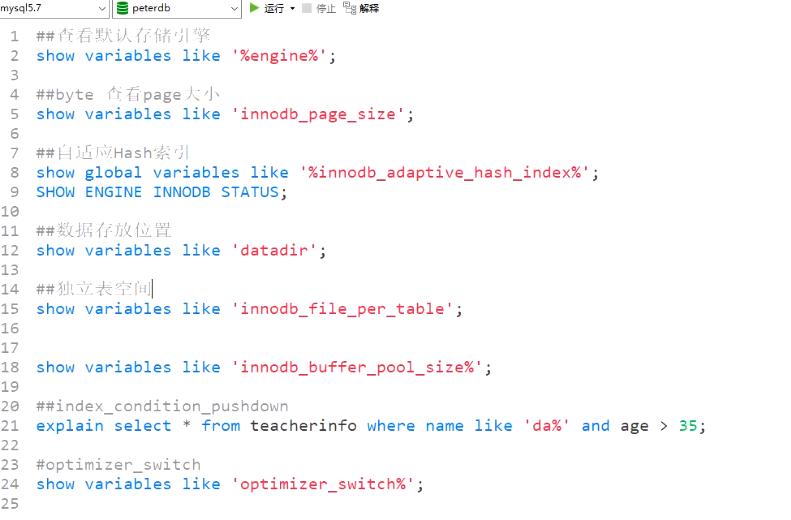 mysql5.7 peterdb 运行 停止 解释
1 ##查看默认存储引擎
2 show variables like '%engine%';
3
4 ##byte 查看page大小
5 show variables like 'innodb_page_size';
6
7 ##自适应Hash索引
8 show global variables like '%innodb_adaptive_hash_index%';
9 SHOW ENGINE INNODB STATUS;
10
11 ##数据存放位置
12 show variables like 'datadir';
13
14 ##独立表空间
15 show variables like 'innodb_file_per_table';
16
17
18 show variables like 'innodb_buffer_pool_size%';
19
20 ##index_condition_pushdown
21 explain select * from teacherinfo where name like 'da%' and age > 35;
22
23 #optimizer_switch
24 show variables like 'optimizer_switch%';
25